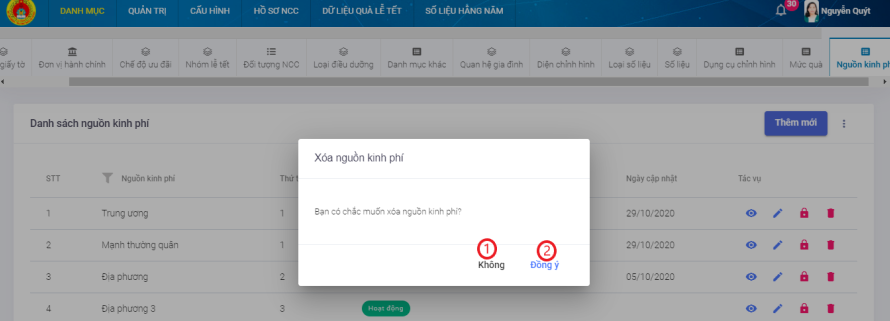 DANH MỤC QUẢN TRỊ CẤU HÌNH HỒ SƠ NCC DỮ LIỆU QUÀ LỄ TẾT SỐ LIỆU HẰNG NĂM 30 Nguyễn Quýt
giấy tờ Đơn vị hành chính Chế độ ưu đãi Nhóm lễ tết Đối tượng NCC Loại điều dưỡng Danh mục khác Quan hệ gia đình Diện chỉnh hình Loại số liệu Số liệu Dụng cụ chỉnh hình Mức quà Nguồn kinh ph
Danh sách nguồn kinh phí Thêm mới
Xóa nguồn kinh phí
STT Nguồn kinh phí Thứ t Ngày cập nhật Tác vụ
Bạn có chắc muốn xóa nguồn kinh phí?
1 Trung ương 1 29/10/2020
2 Mạnh thường quân 1 29/10/2020
1 2
Không Đồng ý
3 Địa phương 2 05/10/2020
4 Địa phương 3 3 Hoạt động